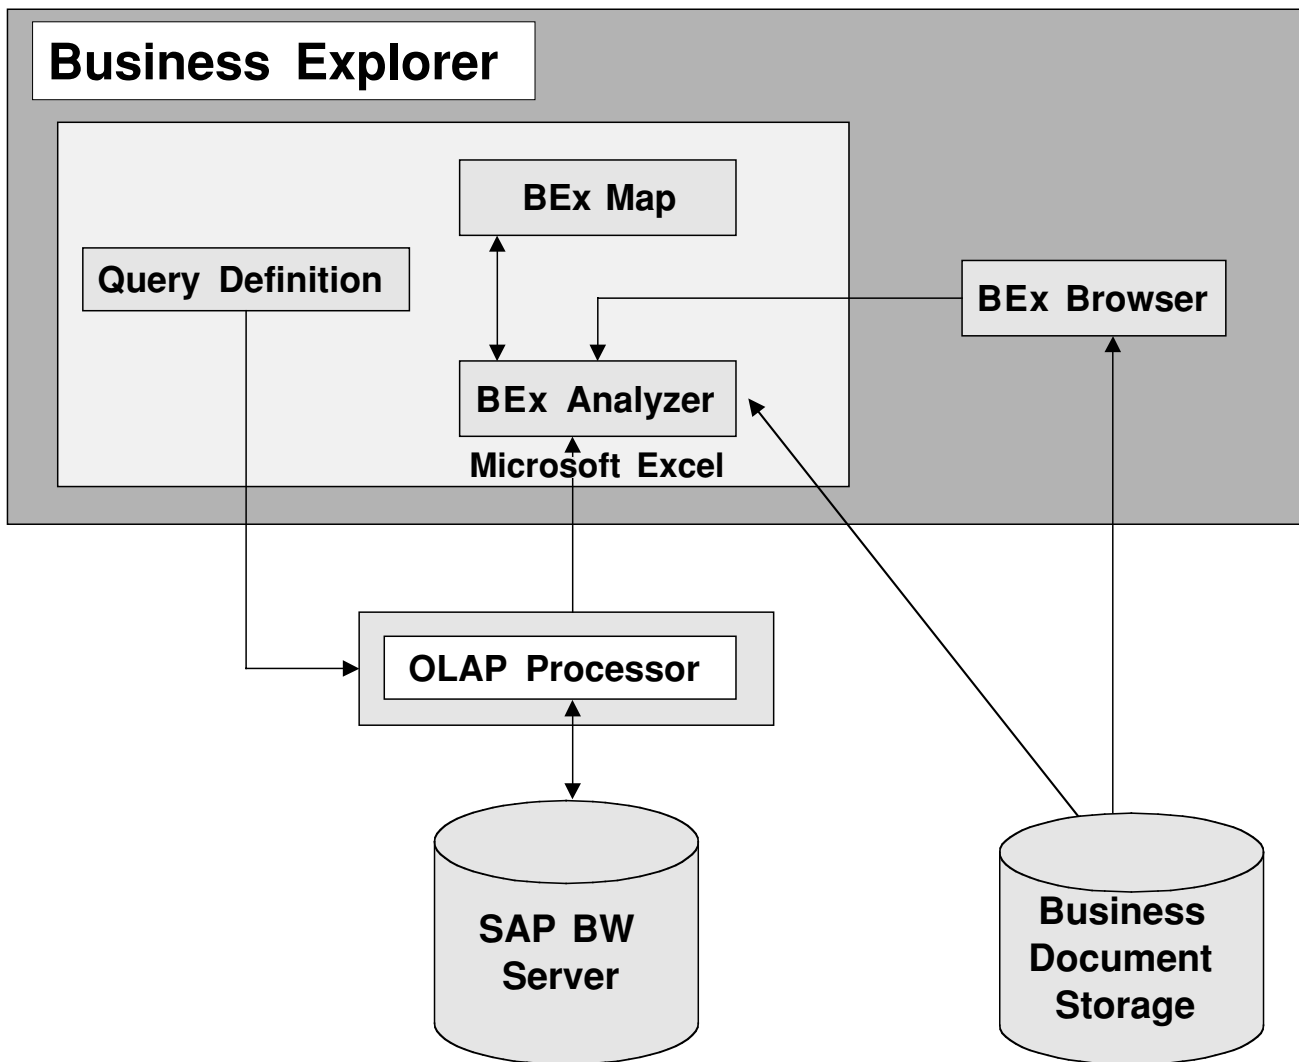 Business Explorer
BEx Map
Query Definition
BEx Browser
BEx Analyzer
Microsoft Excel
OLAP Processor
SAP BW
Server
Business
Document
Storage